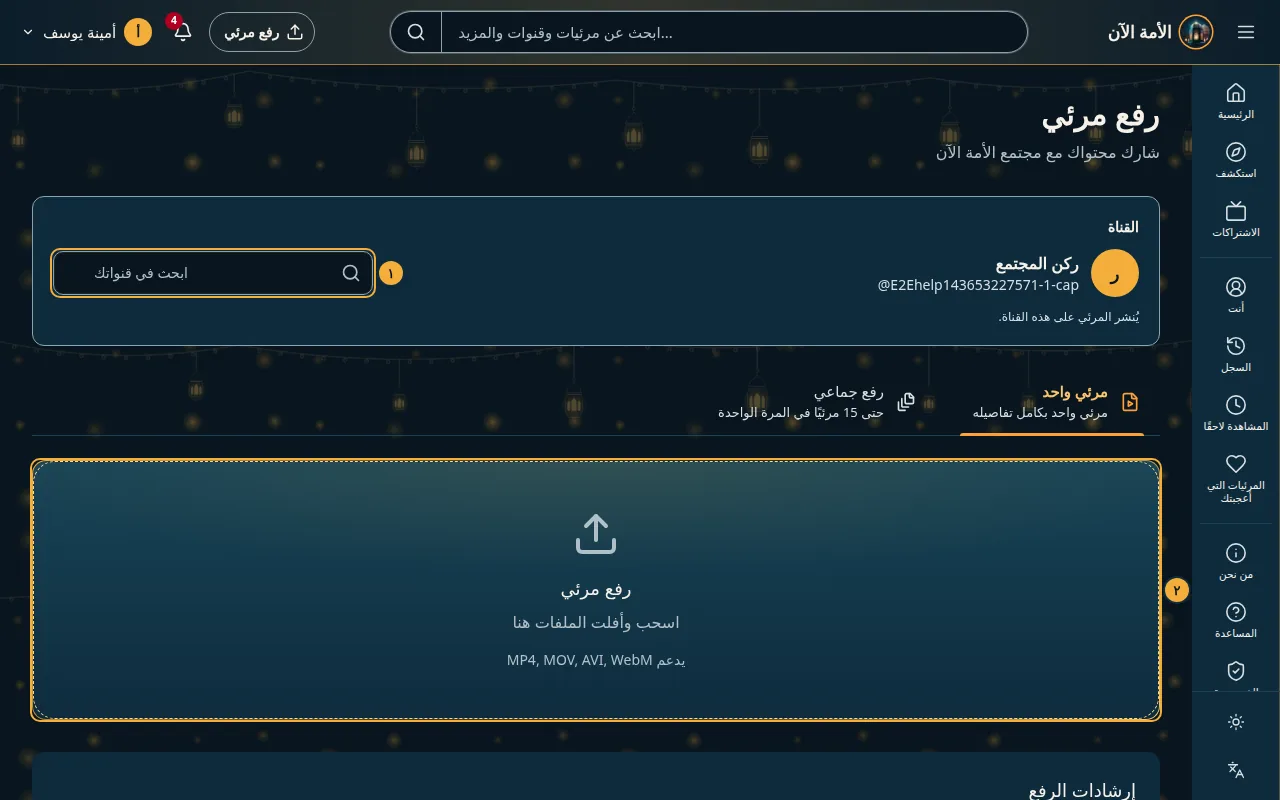 الأمة الآن
ابحث عن مرئيات وقنوات والمزيد...
رفع مرئي
4
أ
أمينة يوسف
الرئيسية
استكشف
الاشتراكات
أنت
السجل
المشاهدة لاحقًا
المرئيات التي
أعجبتك
من نحن
المساعدة
رفع مرئي
شارك محتواك مع مجتمع الأمة الآن
القناة
ر
ركن المجتمع
@E2Ehelp143653227571-1-cap
يُنشر المرئي على هذه القناة.
١
ابحث في قنواتك
مرئي واحد
مرئي واحد بكامل تفاصيله
رفع جماعي
حتى 15 مرئيًا في المرة الواحدة
٢
رفع مرئي
اسحب وأفلت الملفات هنا
يدعم MP4, MOV, AVI, WebM
إرشادات الرفع